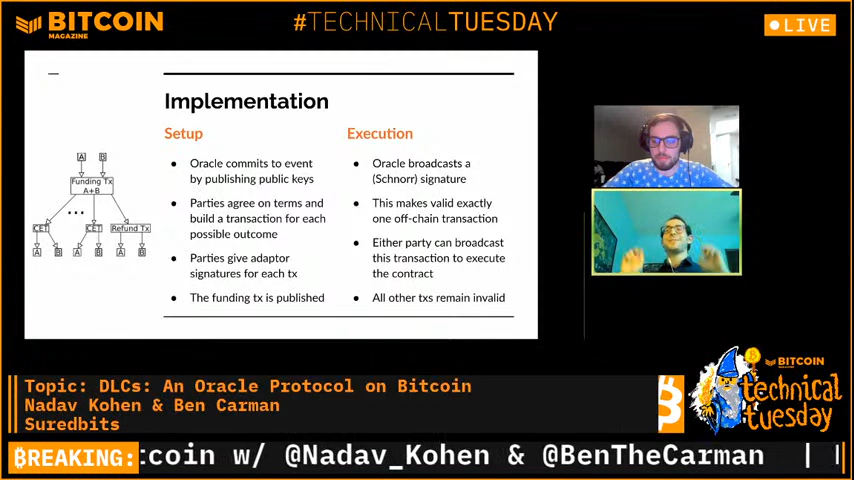 BITCOIN
MAGAZINE
#TECHNICALTUESDAY
LIVE
Implementation
Setup
Oracle commits to event
by publishing public keys
Parties agree on terms and
build a transaction for each
possible outcome
Parties give adaptor
signatures for each tx
The funding tx is published
Execution
Oracle broadcasts a
(Schnorr) signature
This makes valid exactly
one off-chain transaction
Either party can broadcast
this transaction to execute
the contract
All other txs remain invalid
A B
Funding Tx
A+B
...
CET CET Refund Tx
A B A B A B
Topic: DLCs: An Oracle Protocol on Bitcoin
Nadav Kohen & Ben Carman
Suredbits
BITCOIN
technical
tuesday
BREAKING:
tcoin w/ @Nadav_Kohen & @BenTheCarman |